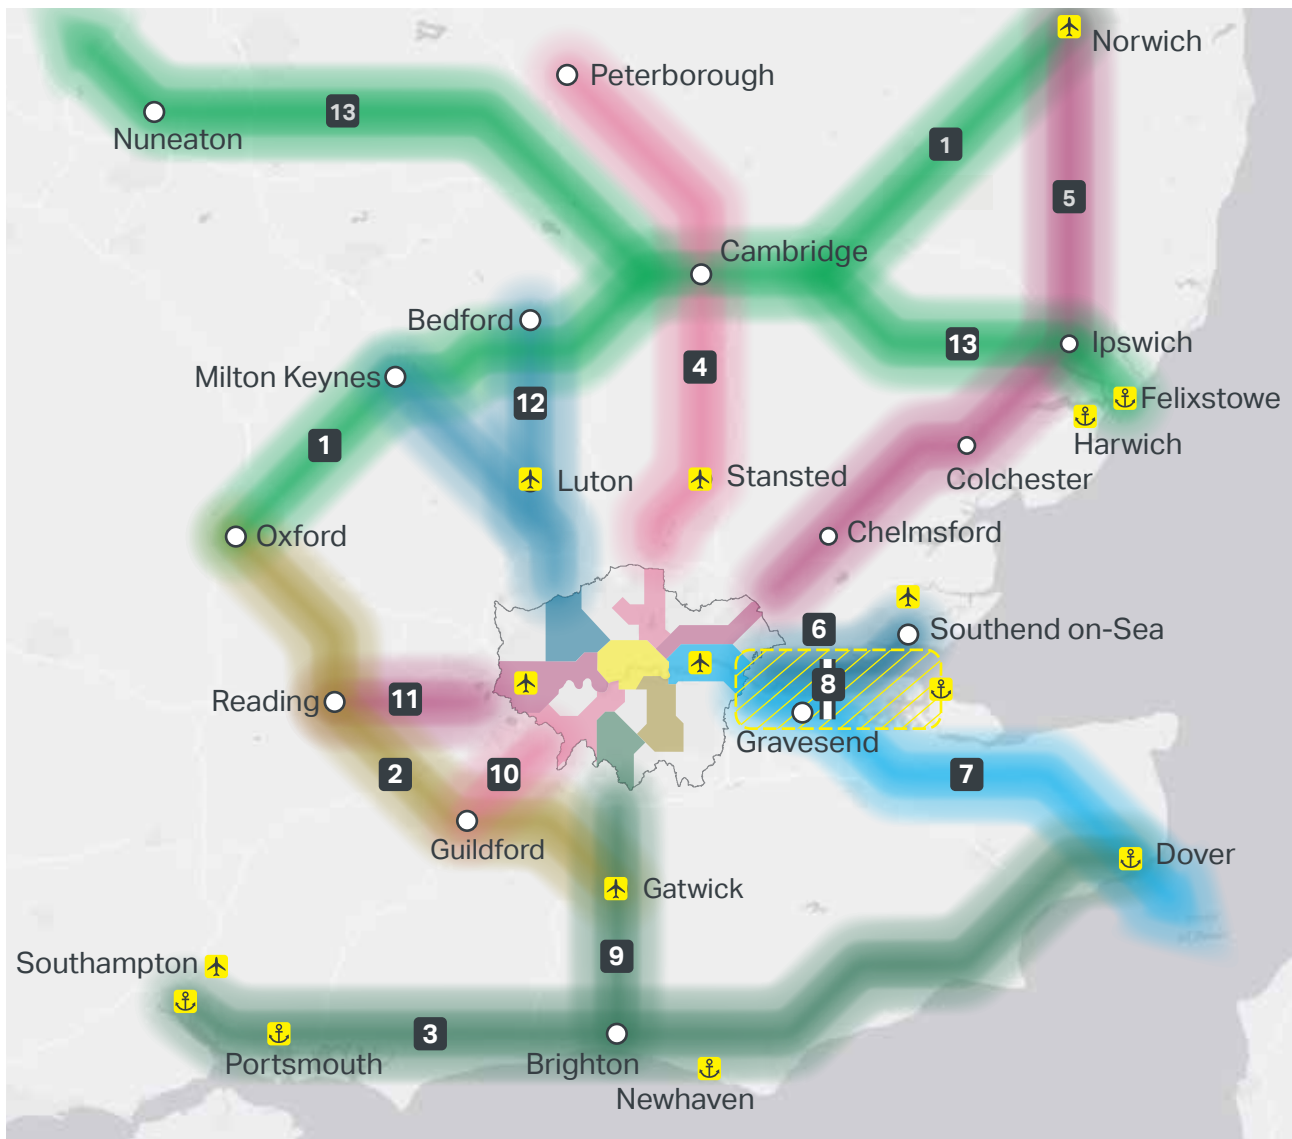 Norwich
Peterborough
13
Nuneaton
1
5
Cambridge
Bedford
13
Ipswich
4
Milton Keynes
12
Felixstowe
1
Harwich
Luton
Stansted
Colchester
Oxford
Chelmsford
6
Southend on-Sea
8
Reading
11
Gravesend
2
10
7
Guildford
Dover
Gatwick
9
Southampton
3
Portsmouth
Brighton
Newhaven